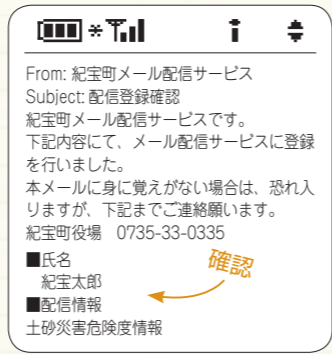 From: 紀宝町メール配信サービス
Subject: 配信登録確認
紀宝町メール配信サービスです。
下記内容にて、メール配信サービスに登録
を行いました。
本メールに身に覚えがない場合は、恐れ入
りますが、下記までご連絡願います。
紀宝町役場　0735-33-0335
■氏名
紀宝太郎
確認
■配信情報
土砂災害危険度情報